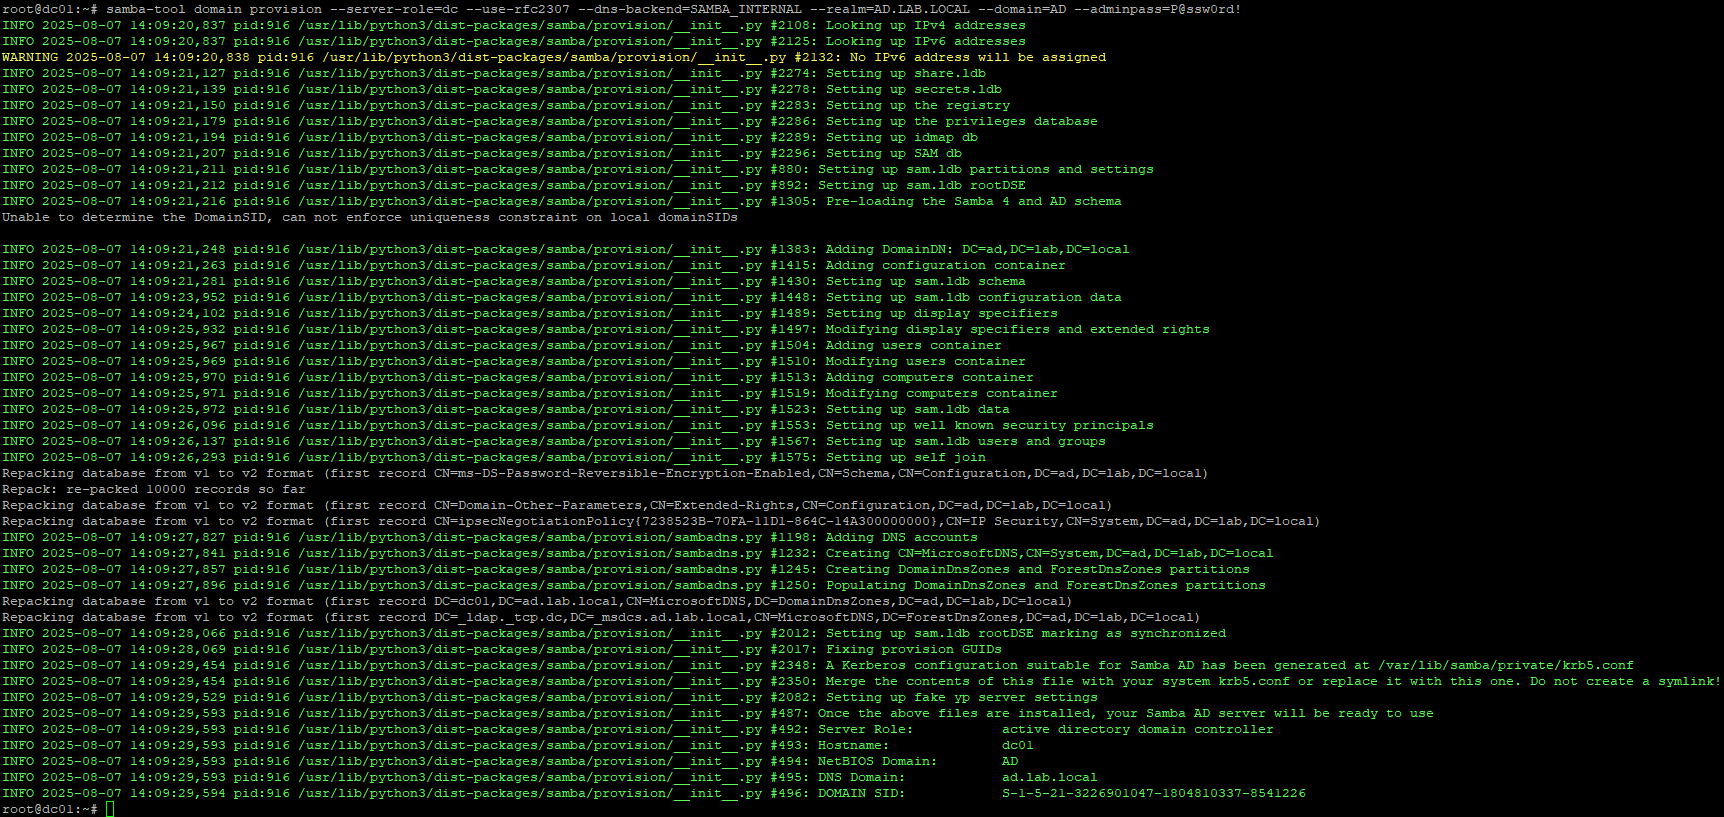 root@dc01:~# samba-tool domain provision --server-role=dc --use-rfc2307 --dns-backend=SAMBA_INTERNAL --realm=AD.LAB.LOCAL --domain=AD --adminpass=P@ssw0rd!
INFO 2025-08-07 14:09:20,837 pid:916 /usr/lib/python3/dist-packages/samba/provision/__init__.py #2108: Looking up IPv4 addresses
INFO 2025-08-07 14:09:20,837 pid:916 /usr/lib/python3/dist-packages/samba/provision/__init__.py #2125: Looking up IPv6 addresses
WARNING 2025-08-07 14:09:20,838 pid:916 /usr/lib/python3/dist-packages/samba/provision/__init__.py #2132: No IPv6 address will be assigned
INFO 2025-08-07 14:09:21,127 pid:916 /usr/lib/python3/dist-packages/samba/provision/__init__.py #2274: Setting up share.ldb
INFO 2025-08-07 14:09:21,139 pid:916 /usr/lib/python3/dist-packages/samba/provision/__init__.py #2278: Setting up secrets.ldb
INFO 2025-08-07 14:09:21,150 pid:916 /usr/lib/python3/dist-packages/samba/provision/__init__.py #2283: Setting up the registry
INFO 2025-08-07 14:09:21,179 pid:916 /usr/lib/python3/dist-packages/samba/provision/__init__.py #2286: Setting up the privileges database
INFO 2025-08-07 14:09:21,194 pid:916 /usr/lib/python3/dist-packages/samba/provision/__init__.py #2289: Setting up idmap db
INFO 2025-08-07 14:09:21,207 pid:916 /usr/lib/python3/dist-packages/samba/provision/__init__.py #2296: Setting up SAM db
INFO 2025-08-07 14:09:21,211 pid:916 /usr/lib/python3/dist-packages/samba/provision/__init__.py #880: Setting up sam.ldb partitions and settings
INFO 2025-08-07 14:09:21,212 pid:916 /usr/lib/python3/dist-packages/samba/provision/__init__.py #892: Setting up sam.ldb rootDSE
INFO 2025-08-07 14:09:21,216 pid:916 /usr/lib/python3/dist-packages/samba/provision/__init__.py #1305: Pre-loading the Samba 4 and AD schema
Unable to determine the DomainSID, can not enforce uniqueness constraint on local domainSIDs
INFO 2025-08-07 14:09:21,248 pid:916 /usr/lib/python3/dist-packages/samba/provision/__init__.py #1383: Adding DomainDN: DC=ad,DC=lab,DC=local
INFO 2025-08-07 14:09:21,263 pid:916 /usr/lib/python3/dist-packages/samba/provision/__init__.py #1415: Adding configuration container
INFO 2025-08-07 14:09:21,281 pid:916 /usr/lib/python3/dist-packages/samba/provision/__init__.py #1430: Setting up sam.ldb schema
INFO 2025-08-07 14:09:23,952 pid:916 /usr/lib/python3/dist-packages/samba/provision/__init__.py #1448: Setting up sam.ldb configuration data
INFO 2025-08-07 14:09:24,102 pid:916 /usr/lib/python3/dist-packages/samba/provision/__init__.py #1489: Setting up display specifiers
INFO 2025-08-07 14:09:25,932 pid:916 /usr/lib/python3/dist-packages/samba/provision/__init__.py #1497: Modifying display specifiers and extended rights
INFO 2025-08-07 14:09:25,967 pid:916 /usr/lib/python3/dist-packages/samba/provision/__init__.py #1504: Adding users container
INFO 2025-08-07 14:09:25,969 pid:916 /usr/lib/python3/dist-packages/samba/provision/__init__.py #1510: Modifying users container
INFO 2025-08-07 14:09:25,970 pid:916 /usr/lib/python3/dist-packages/samba/provision/__init__.py #1513: Adding computers container
INFO 2025-08-07 14:09:25,971 pid:916 /usr/lib/python3/dist-packages/samba/provision/__init__.py #1519: Modifying computers container
INFO 2025-08-07 14:09:25,972 pid:916 /usr/lib/python3/dist-packages/samba/provision/__init__.py #1523: Setting up sam.ldb data
INFO 2025-08-07 14:09:26,096 pid:916 /usr/lib/python3/dist-packages/samba/provision/__init__.py #1553: Setting up well known security principals
INFO 2025-08-07 14:09:26,137 pid:916 /usr/lib/python3/dist-packages/samba/provision/__init__.py #1567: Setting up sam.ldb users and groups
INFO 2025-08-07 14:09:26,293 pid:916 /usr/lib/python3/dist-packages/samba/provision/__init__.py #1575: Setting up self join
Repacking database from v1 to v2 format (first record CN=ms-DS-Password-Reversible-Encryption-Enabled,CN=Schema,CN=Configuration,DC=ad,DC=lab,DC=local)
Repack: re-packed 10000 records so far
Repacking database from v1 to v2 format (first record CN=Domain-Other-Parameters,CN=Extended-Rights,CN=Configuration,DC=ad,DC=lab,DC=local)
Repacking database from v1 to v2 format (first record CN=ipsecNegotiationPolicy{7238523B-70FA-11D1-864C-14A300000000},CN=IP Security,CN=System,DC=ad,DC=lab,DC=local)
INFO 2025-08-07 14:09:27,827 pid:916 /usr/lib/python3/dist-packages/samba/provision/sambadns.py #1198: Adding DNS accounts
INFO 2025-08-07 14:09:27,841 pid:916 /usr/lib/python3/dist-packages/samba/provision/sambadns.py #1232: Creating CN=MicrosoftDNS,CN=System,DC=ad,DC=lab,DC=local
INFO 2025-08-07 14:09:27,857 pid:916 /usr/lib/python3/dist-packages/samba/provision/sambadns.py #1245: Creating DomainDnsZones and ForestDnsZones partitions
INFO 2025-08-07 14:09:27,896 pid:916 /usr/lib/python3/dist-packages/samba/provision/sambadns.py #1250: Populating DomainDnsZones and ForestDnsZones partitions
Repacking database from v1 to v2 format (first record DC=dc01,DC=ad.lab.local,CN=MicrosoftDNS,DC=DomainDnsZones,DC=ad,DC=lab,DC=local)
Repacking database from v1 to v2 format (first record DC=_ldap._tcp.dc,DC=_msdcs.ad.lab.local,CN=MicrosoftDNS,DC=ForestDnsZones,DC=ad,DC=lab,DC=local)
INFO 2025-08-07 14:09:28,066 pid:916 /usr/lib/python3/dist-packages/samba/provision/__init__.py #2012: Setting up sam.ldb rootDSE marking as synchronized
INFO 2025-08-07 14:09:28,069 pid:916 /usr/lib/python3/dist-packages/samba/provision/__init__.py #2017: Fixing provision GUIDs
INFO 2025-08-07 14:09:29,454 pid:916 /usr/lib/python3/dist-packages/samba/provision/__init__.py #2348: A Kerberos configuration suitable for Samba AD has been generated at /var/lib/samba/private/krb5.conf
INFO 2025-08-07 14:09:29,454 pid:916 /usr/lib/python3/dist-packages/samba/provision/__init__.py #2350: Merge the contents of this file with your system krb5.conf or replace it with this one. Do not create a symlink!
INFO 2025-08-07 14:09:29,529 pid:916 /usr/lib/python3/dist-packages/samba/provision/__init__.py #2082: Setting up fake yp server settings
INFO 2025-08-07 14:09:29,593 pid:916 /usr/lib/python3/dist-packages/samba/provision/__init__.py #487: Once the above files are installed, your Samba AD server will be ready to use
INFO 2025-08-07 14:09:29,593 pid:916 /usr/lib/python3/dist-packages/samba/provision/__init__.py #492: Server Role:           active directory domain controller
INFO 2025-08-07 14:09:29,593 pid:916 /usr/lib/python3/dist-packages/samba/provision/__init__.py #493: Hostname:              dc01
INFO 2025-08-07 14:09:29,593 pid:916 /usr/lib/python3/dist-packages/samba/provision/__init__.py #494: NetBIOS Domain:        AD
INFO 2025-08-07 14:09:29,593 pid:916 /usr/lib/python3/dist-packages/samba/provision/__init__.py #495: DNS Domain:            ad.lab.local
INFO 2025-08-07 14:09:29,594 pid:916 /usr/lib/python3/dist-packages/samba/provision/__init__.py #496: DOMAIN SID:            S-1-5-21-3226901047-1804810337-8541226
root@dc01:~#